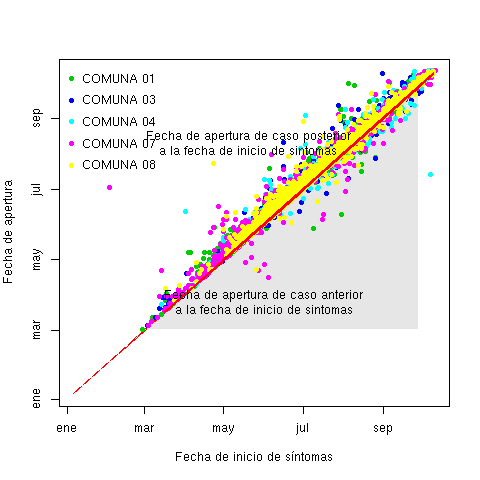 COMUNA 01
COMUNA 03
COMUNA 04
COMUNA 07
COMUNA 08
Fecha de apertura de caso posterior
a la fecha de inicio de sintomas
Fecha de apertura de caso anterior
a la fecha de inicio de sintomas
Fecha de apertura
ene
mar
may
jul
sep
ene
mar
may
jul
sep
Fecha de inicio de síntomas